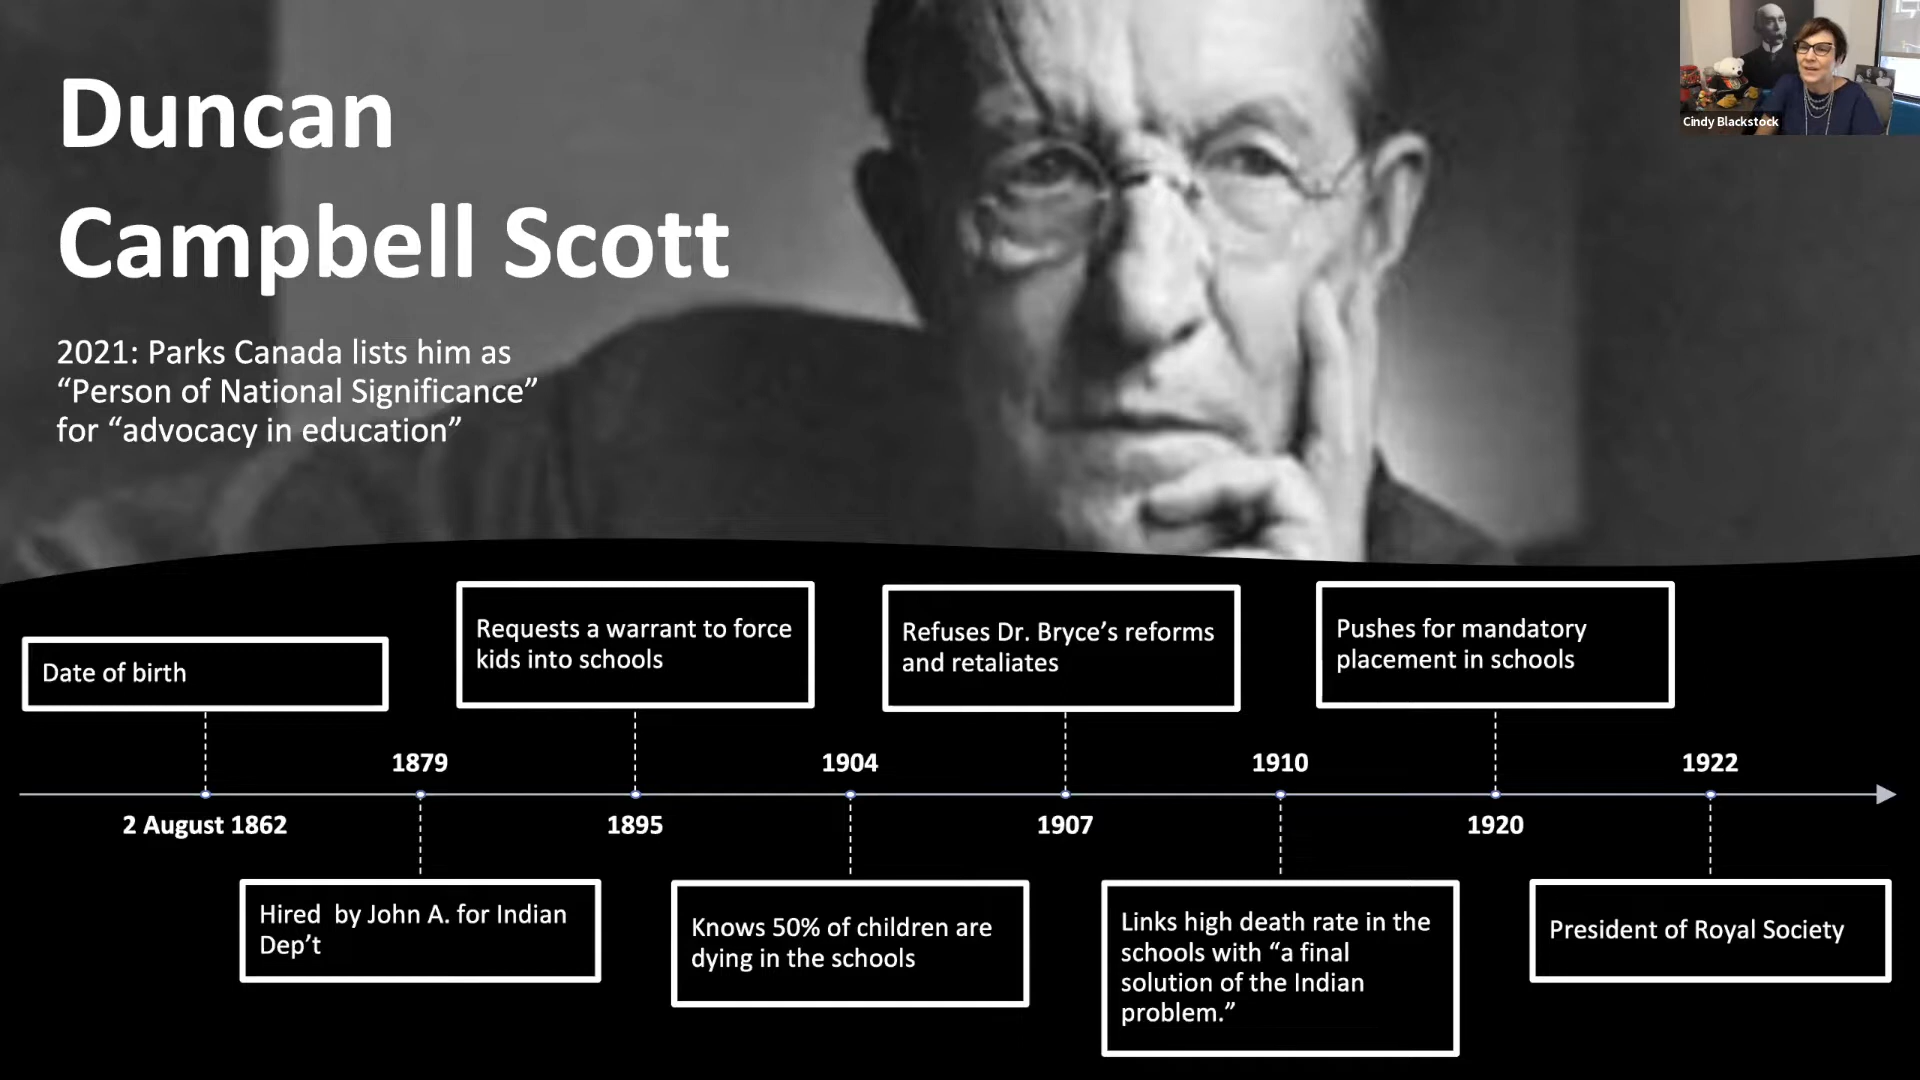 Duncan
Campbell Scott
2021: Parks Canada lists him as
“Person of National Significance”
for “advocacy in education”
Cindy Blackstock
Date of birth
2 August 1862
1879
Hired  by John A. for Indian
Dep’t
Requests a warrant to force
kids into schools
1895
1904
Knows 50% of children are
dying in the schools
Refuses Dr. Bryce’s reforms
and retaliates
1907
1910
Links high death rate in the
schools with “a final
solution of the Indian
problem.”
Pushes for mandatory
placement in schools
1920
1922
President of Royal Society